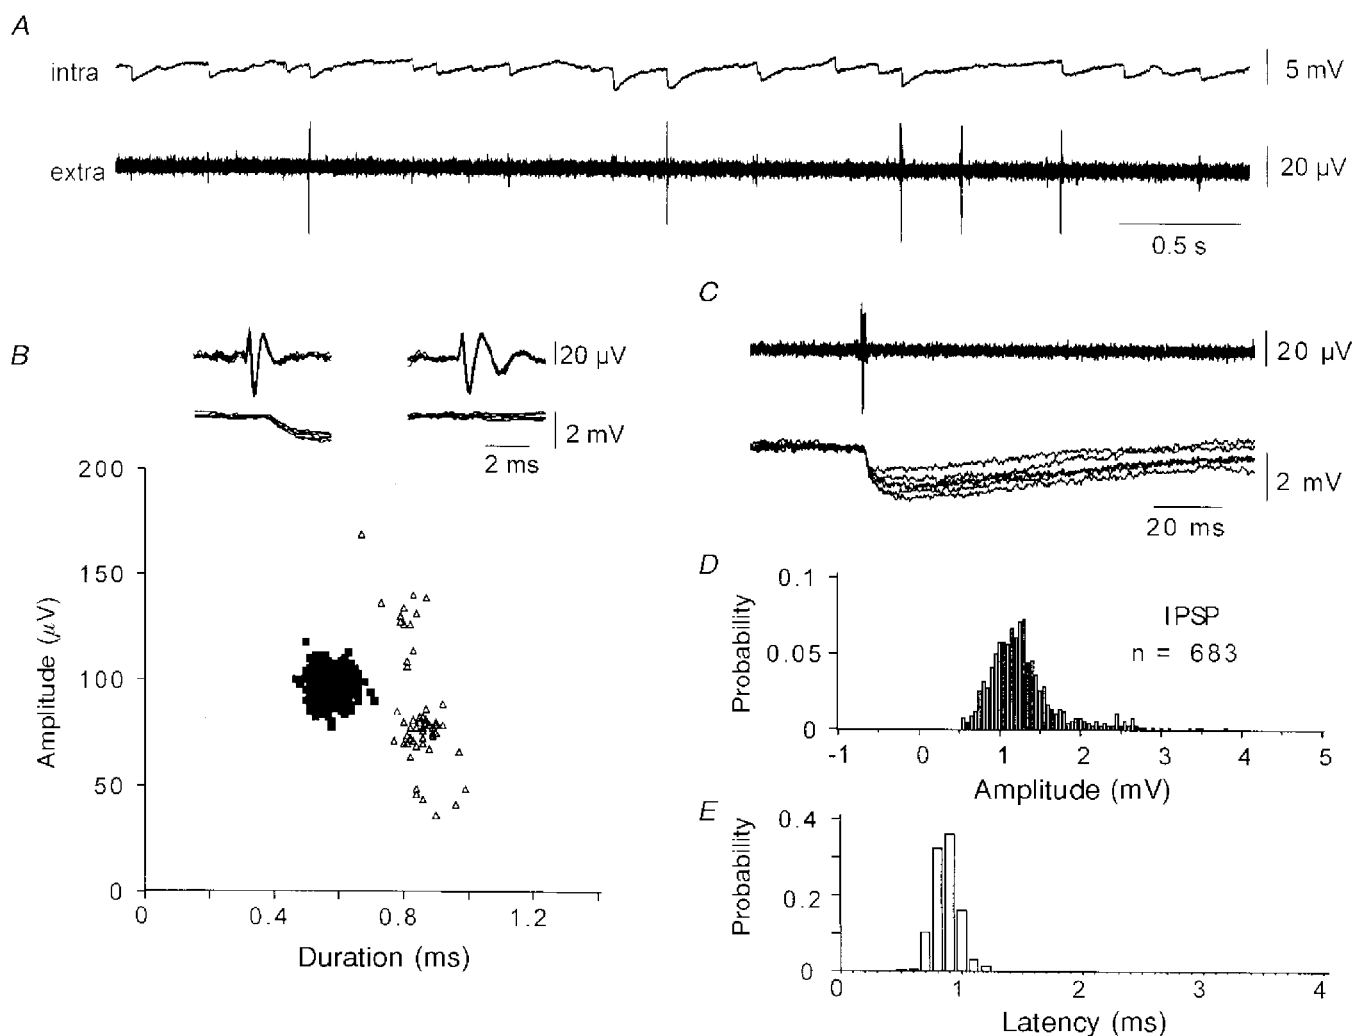 A
intra
5 mV
extra
20 µV
0.5 s
B
20 µV
2 mV
2 ms
200
150
100
50
0
Amplitude (µV)
0
0.4
0.8
1.2
Duration (ms)
C
20 µV
2 mV
20 ms
D
0.1
0.05
0
Probability
IPSP
n = 683
-1
0
1
2
3
4
5
Amplitude (mV)
E
0.4
0.2
0
Probability
0
1
2
3
4
Latency (ms)